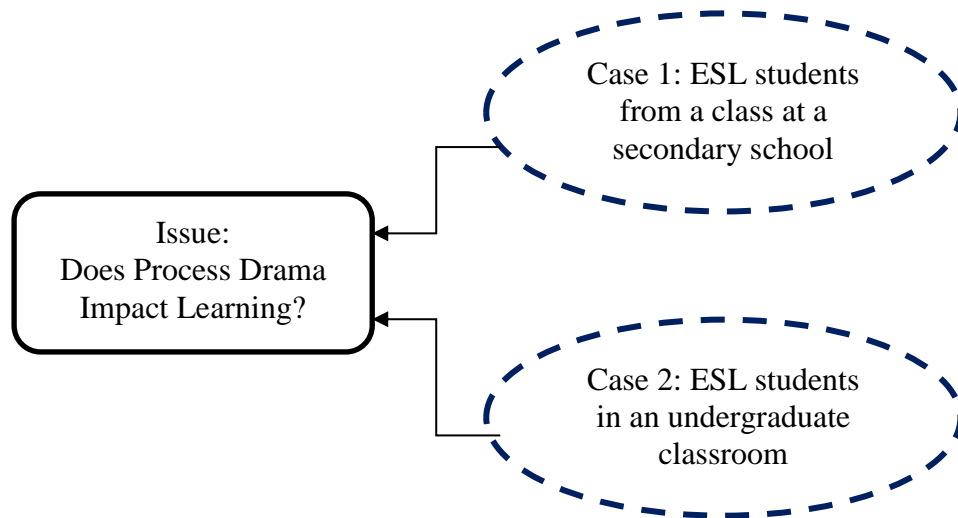 Case 1: ESL students
from a class at a
secondary school
Issue:
Does Process Drama
Impact Learning?
Case 2: ESL students
in an undergraduate
classroom